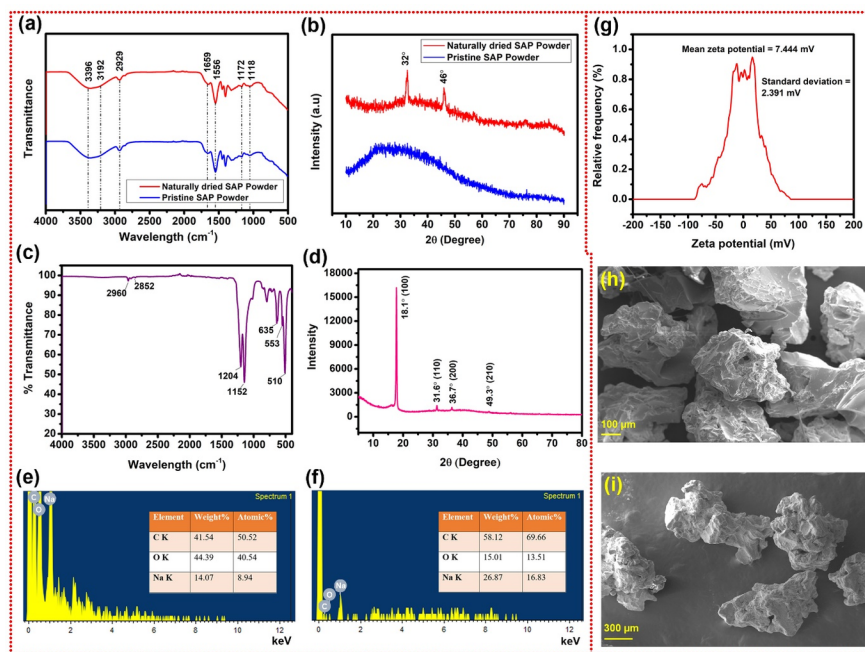 (a)
3396
3192
2929
1659
1556
1172
1118
Transmittance
Naturally dried SAP Powder
Pristine SAP Powder
4000 3500 3000 2500 2000 1500 1000 500
Wavelength (cm⁻¹)
(b)
Naturally dried SAP Powder
Pristine SAP Powder
32°
46°
Intensity (a.u)
10 20 30 40 50 60 70 80 90
2θ (Degree)
(g)
Mean zeta potential = 7.444 mV
Standard deviation =
2.391 mV
Relative frequency (%)
1.0
0.8
0.6
0.4
0.2
0.0
-200 -150 -100 -50 0 50 100 150 200
Zeta potential (mV)
(c)
100
90
80
70
60
50
40
30
20
10
0
% Transmittance
2960
2852
1204
1152
635
553
510
4000 3500 3000 2500 2000 1500 1000 500
Wavelength (cm⁻¹)
(d)
18000
15000
12000
9000
6000
3000
0
Intensity
18.1° (100)
31.6° (110)
36.7° (200)
49.3° (210)
10 20 30 40 50 60 70 80
2θ (Degree)
(h)
100 μm
(e)
Spectrum 1
C
O
Na
Element Weight% Atomic%
C K 41.54 50.52
O K 44.39 40.54
Na K 14.07 8.94
0 2 4 6 8 10 12
keV
(f)
Spectrum 1
C
O
Na
Element Weight% Atomic%
C K 58.12 69.66
O K 15.01 13.51
Na K 26.87 16.83
0 2 4 6 8 10 12
keV
(i)
300 μm